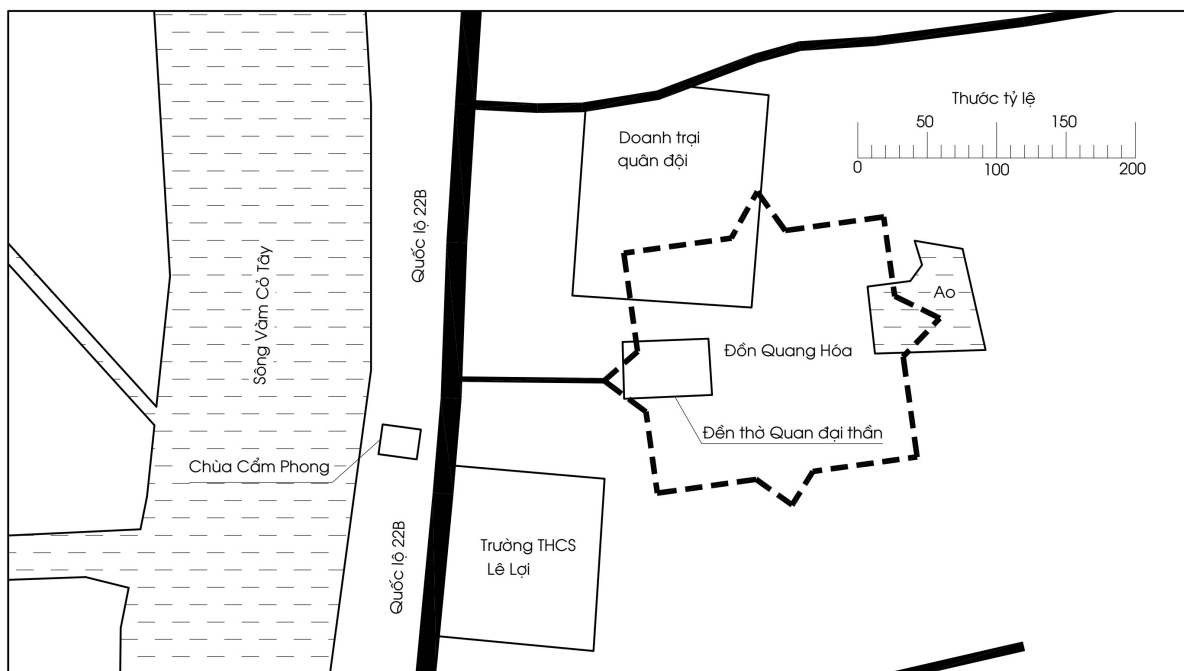 Thước tỷ lệ
50 150
0 100 200
Doanh trại
quân đội
Quốc lộ 22B
Sông Vàm Cỏ Tây
Ao
Đồn Quang Hóa
Đền thờ Quan đại thần
Chùa Cẩm Phong
Trường THCS
Lê Lợi
Quốc lộ 22B